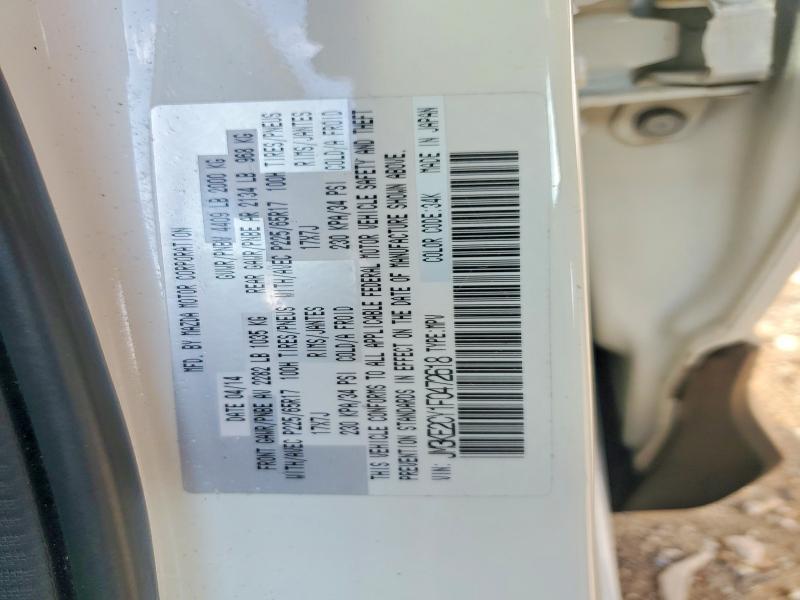 MFD. BY MAZDA MOTOR CORPORATION
DATE 04/14 GVWR/PNBV 4409 LB 2000 KG
FRONT GAWR/PNBE AV 2282 LB 1035 KG REAR GAWR/PNBE AR 2134 LB 968 KG
WITH/AVEC P225/65R17 100H TIRES/PNEUS WITH/AVEC P225/65R17 100H TIRES/PNEUS
17X7J RIMS/JANTES 17X7J RIMS/JANTES
230 KPA/34 PSI COLD/A FROID 230 KPA/34 PSI COLD/A FROID
THIS VEHICLE CONFORMS TO ALL APPLICABLE FEDERAL MOTOR VEHICLE SAFETY AND THEFT
PREVENTION STANDARDS IN EFFECT ON THE DATE OF MANUFACTURE SHOWN ABOVE.
COLOR CODE:34K MADE IN JAPAN
VIN: JM3KE2CY1F0472618 TYPE:MPV